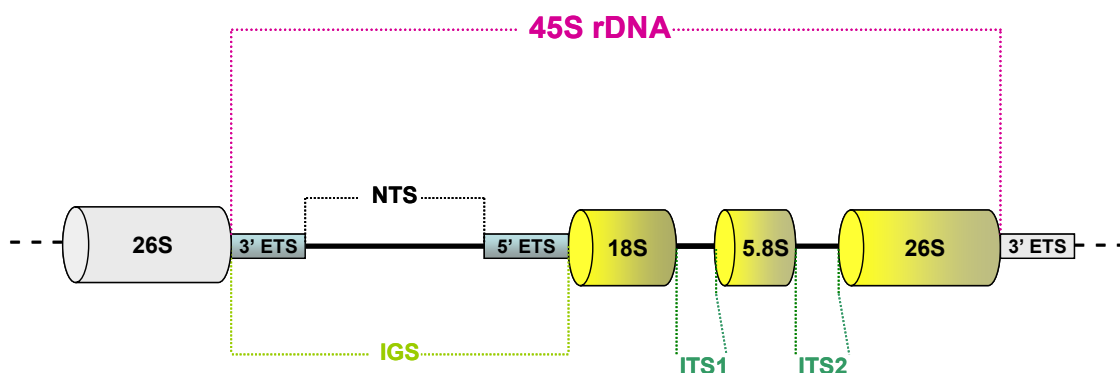 45S rDNA
NTS
26S
3’ ETS
5’ ETS
18S
5.8S
26S
3’ ETS
IGS
ITS1
ITS2